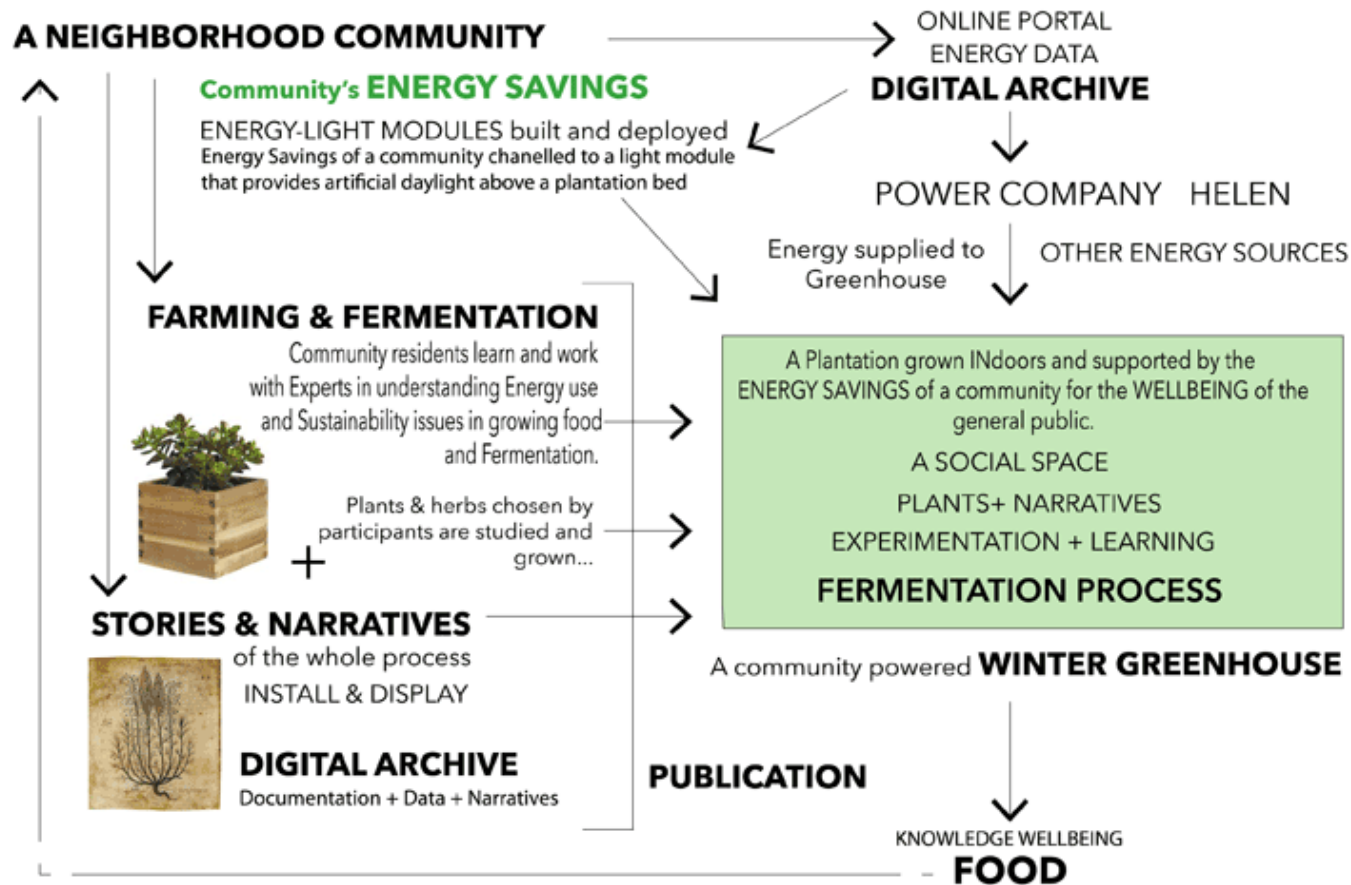 A NEIGHBORHOOD COMMUNITY
ONLINE PORTAL
ENERGY DATA
DIGITAL ARCHIVE
Community's ENERGY SAVINGS
ENERGY-LIGHT MODULES built and deployed
Energy Savings of a community chanelled to a light module
that provides artificial daylight above a plantation bed
POWER COMPANY HELEN
Energy supplied to
Greenhouse
OTHER ENERGY SOURCES
FARMING & FERMENTATION
Community residents learn and work
with Experts in understanding Energy use
and Sustainability issues in growing food
and Fermentation.
Plants & herbs chosen by
participants are studied and
grown...
+
STORIES & NARRATIVES
of the whole process
INSTALL & DISPLAY
DIGITAL ARCHIVE
Documentation + Data + Narratives
PUBLICATION
A Plantation grown INdoors and supported by the
ENERGY SAVINGS of a community for the WELLBEING of the
general public.
A SOCIAL SPACE
PLANTS+ NARRATIVES
EXPERIMENTATION + LEARNING
FERMENTATION PROCESS
A community powered WINTER GREENHOUSE
KNOWLEDGE WELLBEING
FOOD